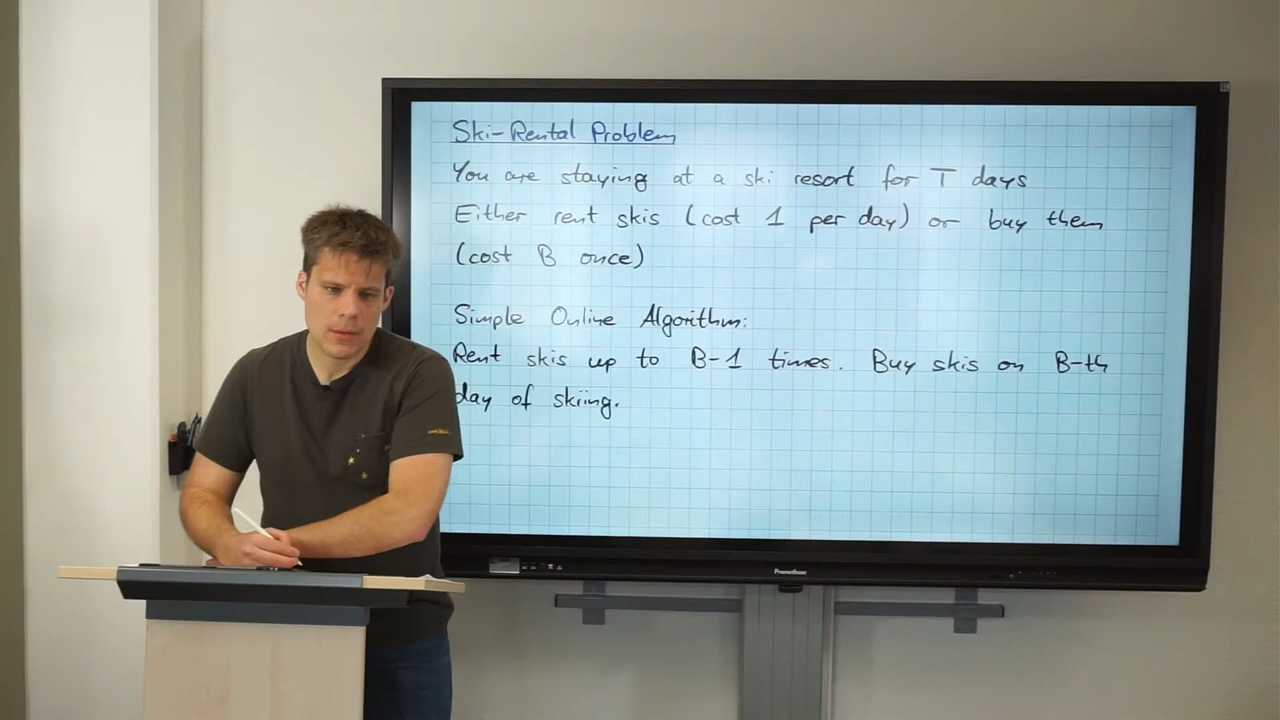 Ski-Rental Problem
You are staying at a ski resort for T days
Either rent skis (cost 1 per day) or buy them
(cost B once)
Simple Online Algorithm:
Rent skis up to B-1 times. Buy skis on B-th
day of skiing.
Promethean